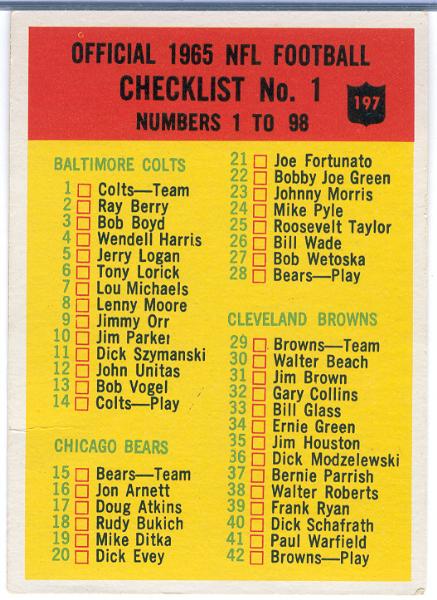 OFFICIAL 1965 NFL FOOTBALL
CHECKLIST No. 1
197
NUMBERS 1 TO 98
BALTIMORE COLTS
1 Colts—Team
2 Ray Berry
3 Bob Boyd
4 Wendell Harris
5 Jerry Logan
6 Tony Lorick
7 Lou Michaels
8 Lenny Moore
9 Jimmy Orr
10 Jim Parker
11 Dick Szymanski
12 John Unitas
13 Bob Vogel
14 Colts—Play
CHICAGO BEARS
15 Bears—Team
16 Jon Arnett
17 Doug Atkins
18 Rudy Bukich
19 Mike Ditka
20 Dick Evey
21 Joe Fortunato
22 Bobby Joe Green
23 Johnny Morris
24 Mike Pyle
25 Roosevelt Taylor
26 Bill Wade
27 Bob Wetoska
28 Bears—Play
CLEVELAND BROWNS
29 Browns—Team
30 Walter Beach
31 Jim Brown
32 Gary Collins
33 Bill Glass
34 Ernie Green
35 Jim Houston
36 Dick Modzelewski
37 Bernie Parrish
38 Walter Roberts
39 Frank Ryan
40 Dick Schafrath
41 Paul Warfield
42 Browns—Play